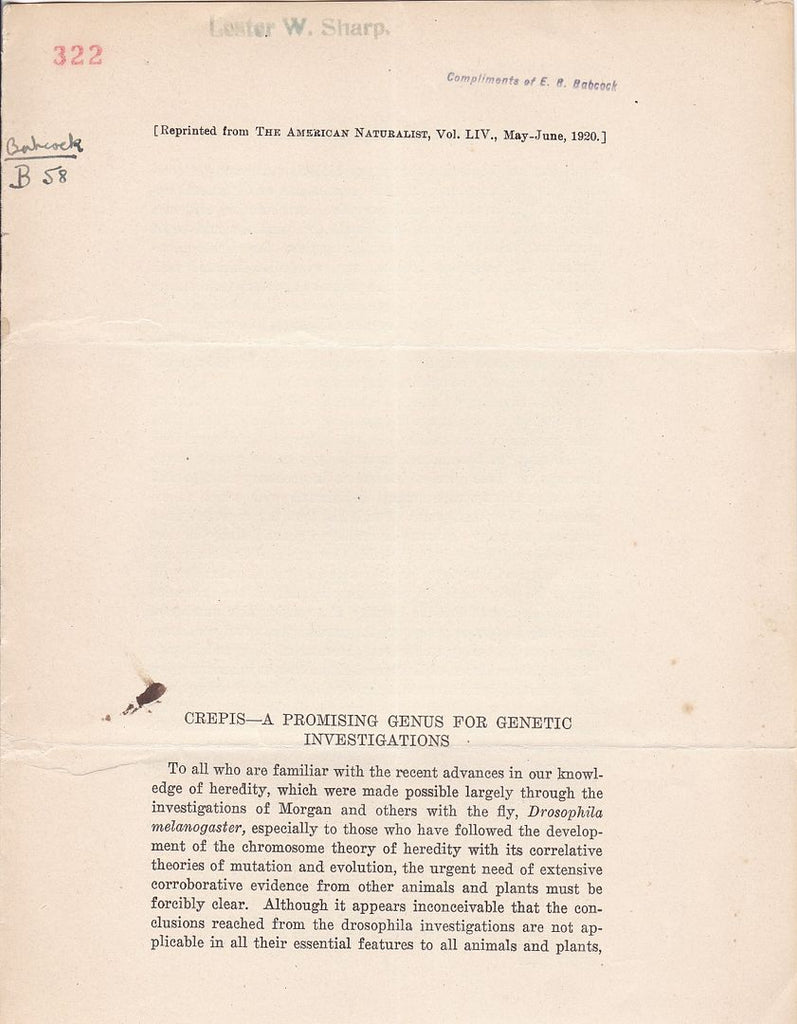 Lester W. Sharp.
322
Compliments of E. B. Babcock
[Reprinted from THE AMERICAN NATURALIST, Vol. LIV., May-June, 1920.]
Babcock
B 58
CREPIS—A PROMISING GENUS FOR GENETIC
INVESTIGATIONS
To all who are familiar with the recent advances in our knowl-
edge of heredity, which were made possible largely through the
investigations of Morgan and others with the fly, Drosophila
melanogaster, especially to those who have followed the develop-
ment of the chromosome theory of heredity with its correlative
theories of mutation and evolution, the urgent need of extensive
corroborative evidence from other animals and plants must be
forcibly clear. Although it appears inconceivable that the con-
clusions reached from the drosophila investigations are not ap-
plicable in all their essential features to all animals and plants,